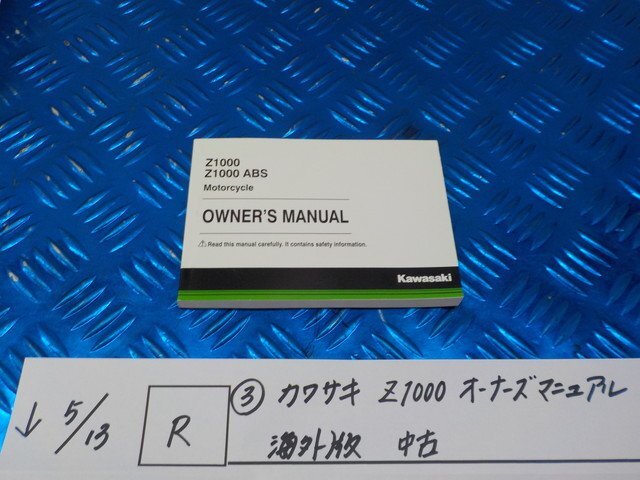 Z1000
Z1000 ABS
Motorcycle
OWNER'S MANUAL
⚠Read this manual carefully. It contains safety information.
Kawasaki
↓ 5/13 R ③ カワサキ Z1000 オーナーズマニュアル
海外版 中古